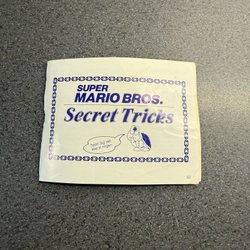 SUPER
MARIO BROS.
Secret Tricks